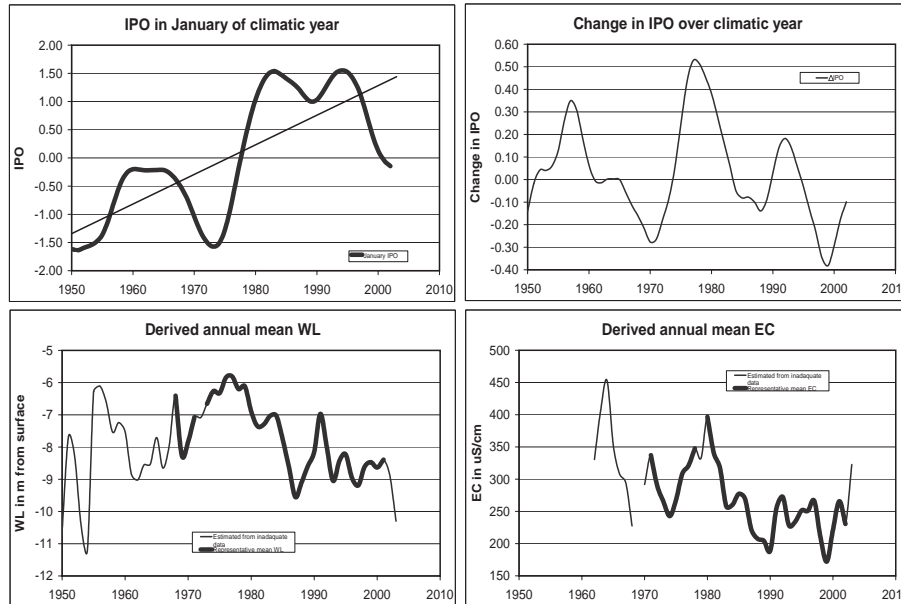 IPO in January of climatic year
2.00
1.50
1.00
0.50
0.00
-0.50
-1.00
-1.50
-2.00
IPO
January IPO
1950 1960 1970 1980 1990 2000 2010
Change in IPO over climatic year
0.60
0.50
0.40
0.30
0.20
0.10
0.00
-0.10
-0.20
-0.30
-0.40
Change in IPO
ΔIPO
1950 1960 1970 1980 1990 2000 2010
Derived annual mean WL
-5
-6
-7
-8
-9
-10
-11
-12
WL in m from surface
Estimated from inadaquate
data
Representative mean WL
1950 1960 1970 1980 1990 2000 2010
Derived annual mean EC
500
450
400
350
300
250
200
150
EC in uS/cm
Estimated from inadaquate
data
Representative mean EC
1950 1960 1970 1980 1990 2000 201